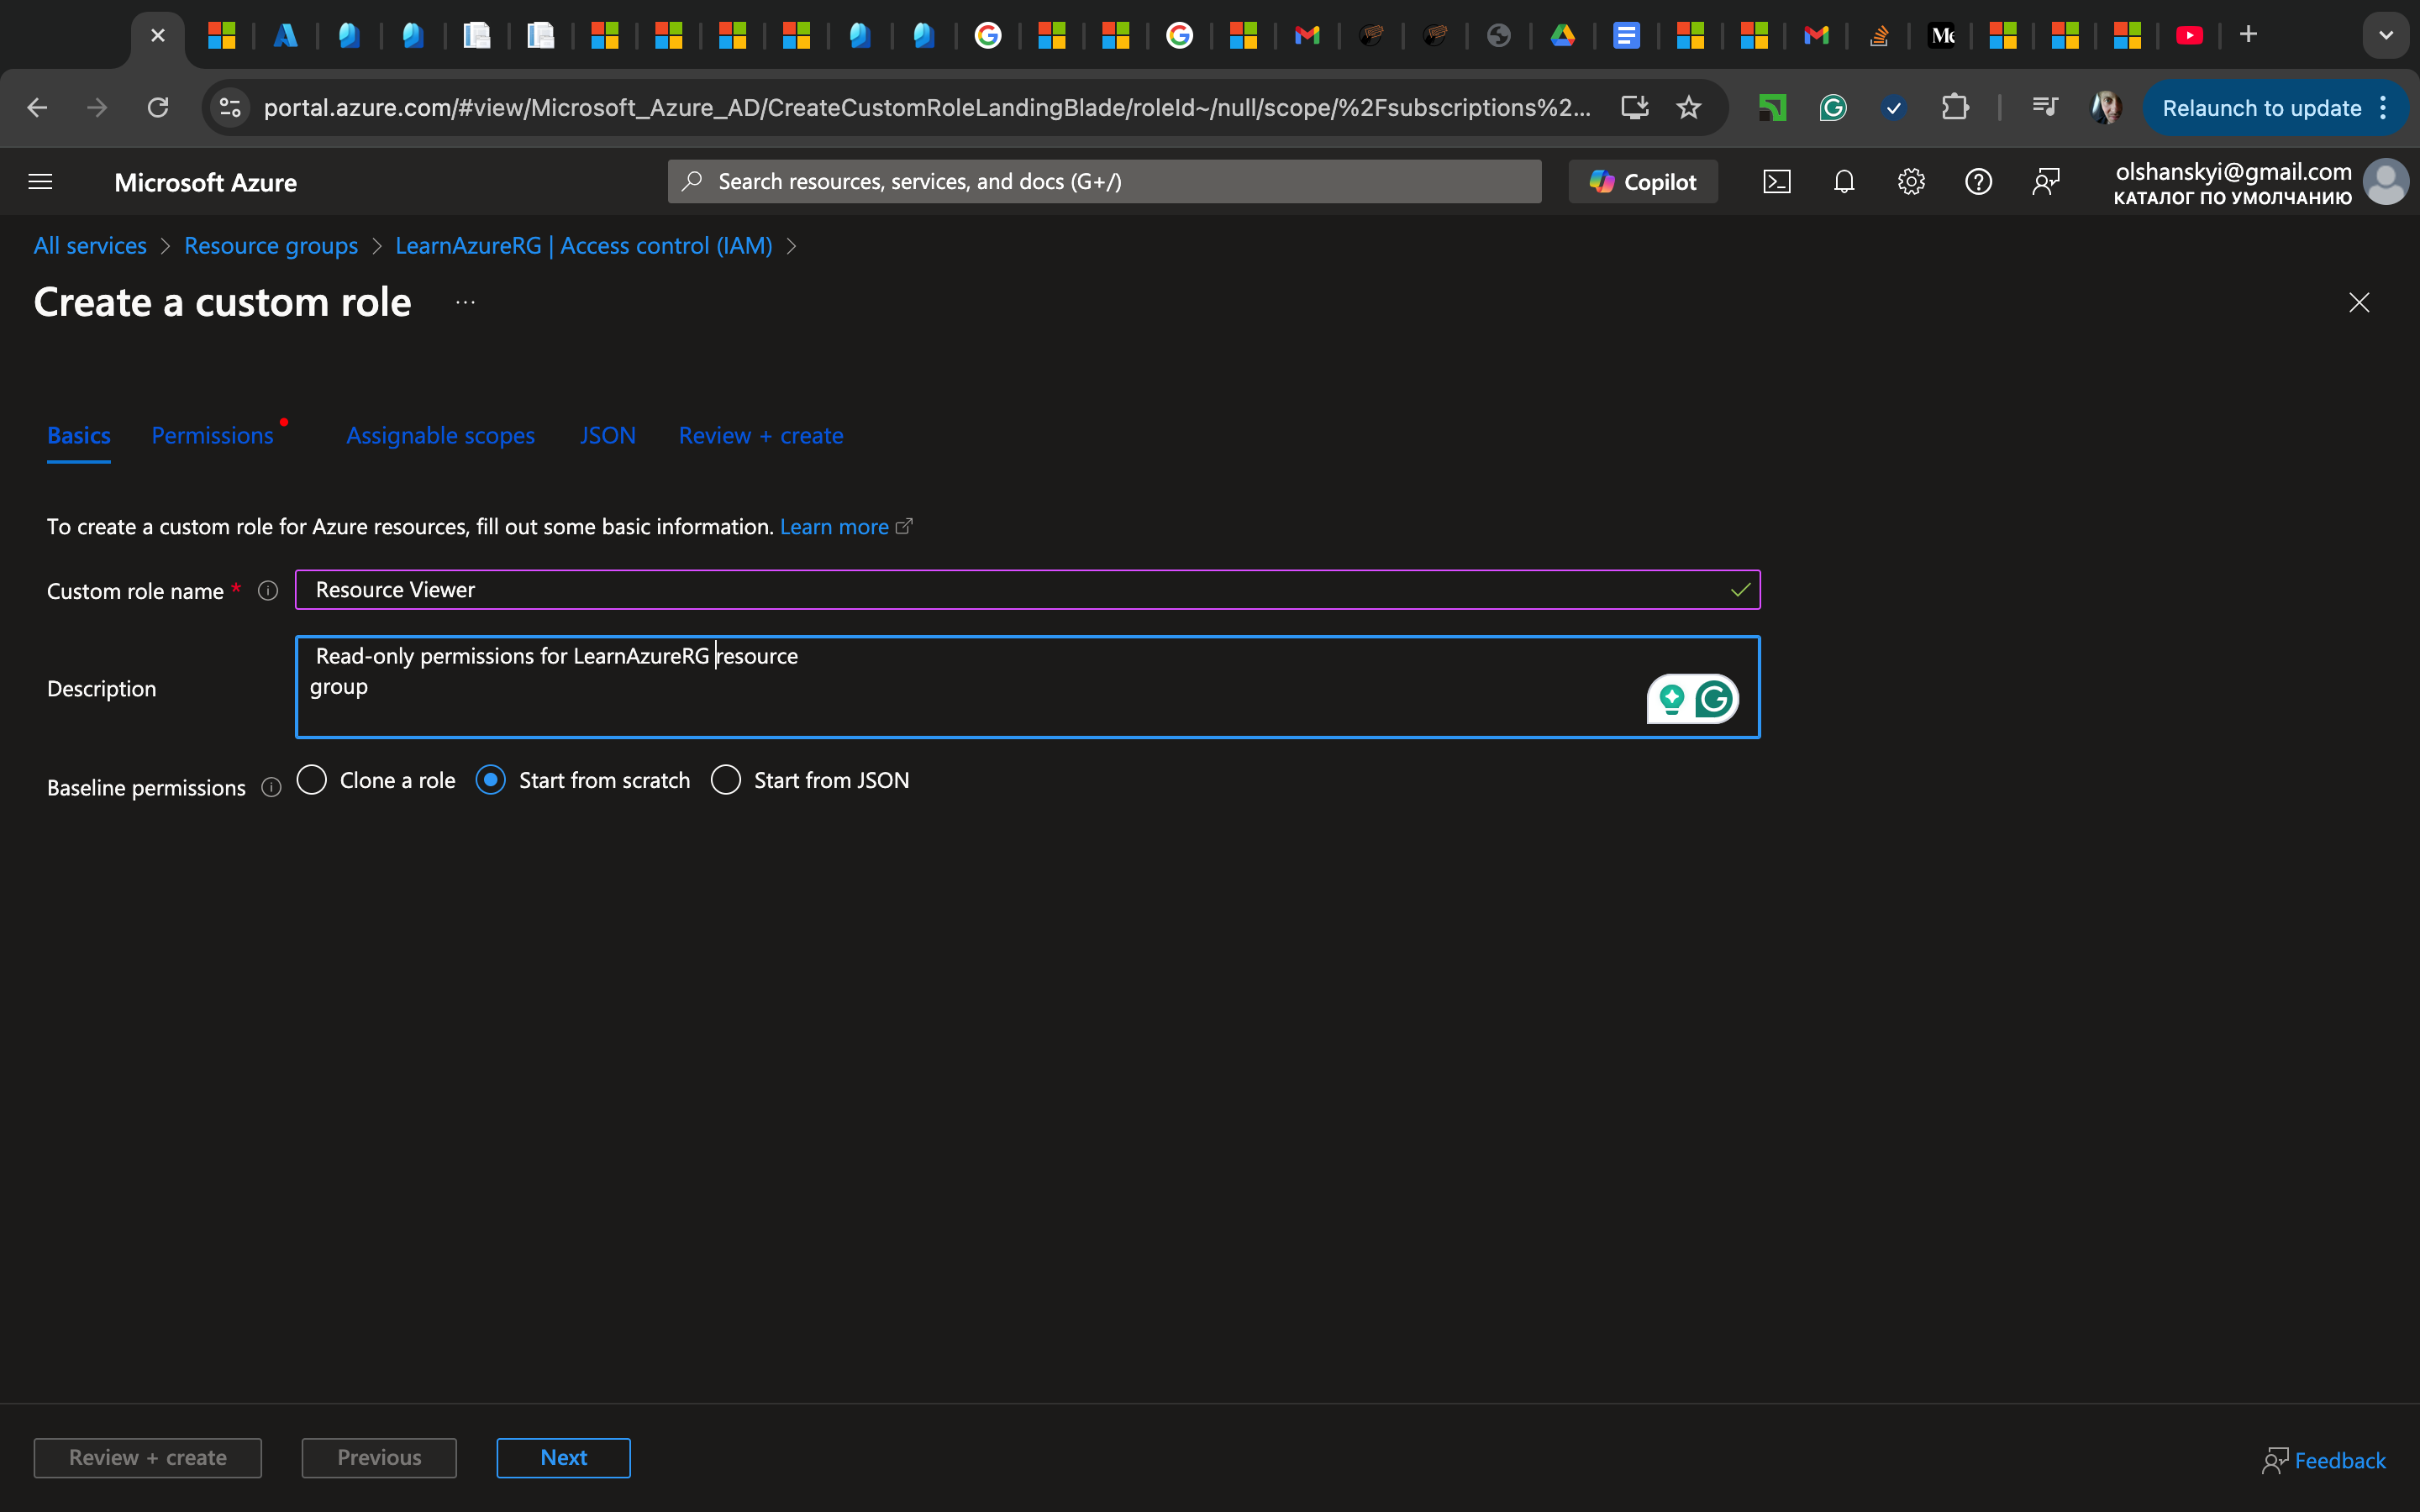 portal.azure.com/#view/Microsoft_Azure_AD/CreateCustomRoleLandingBlade/roleId~/null/scope/%2Fsubscriptions%2...
Relaunch to update
Microsoft Azure
Search resources, services, and docs (G+/)
Copilot
olshanskyi@gmail.com
КАТАЛОГ ПО УМОЛЧАНИЮ
All services > Resource groups > LearnAzureRG | Access control (IAM) >
Create a custom role ...
Basics Permissions Assignable scopes JSON Review + create
To create a custom role for Azure resources, fill out some basic information. Learn more
Custom role name *
Resource Viewer
Description
Read-only permissions for LearnAzureRG resource
group
Baseline permissions
Clone a role Start from scratch Start from JSON
Review + create Previous Next
Feedback